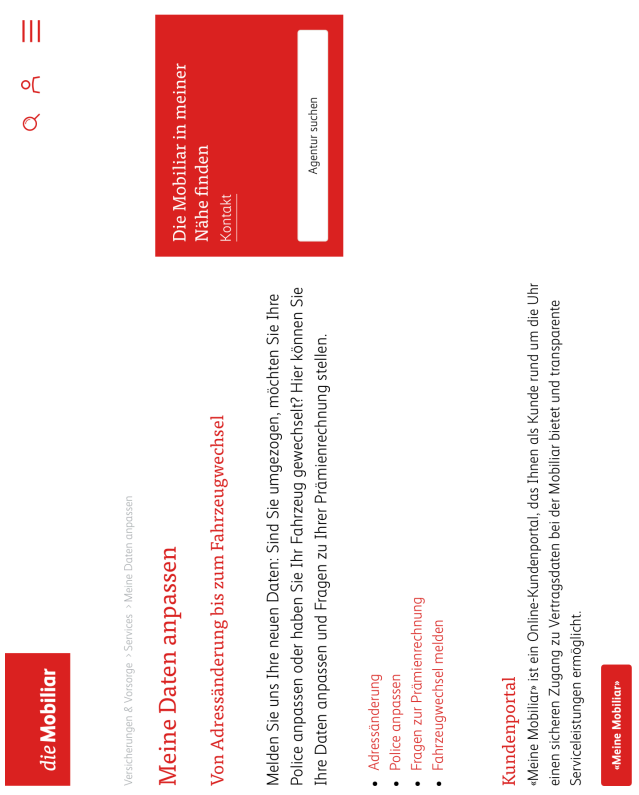 die Mobiliar
Versicherungen & Vorsorge > Services > Meine Daten anpassen
Meine Daten anpassen
Von Adressänderung bis zum Fahrzeugwechsel
Melden Sie uns Ihre neuen Daten: Sind Sie umgezogen, möchten Sie Ihre
Police anpassen oder haben Sie Ihr Fahrzeug gewechselt? Hier können Sie
Ihre Daten anpassen und Fragen zu Ihrer Prämienrechnung stellen.
• Adressänderung
• Police anpassen
• Fragen zur Prämienrechnung
• Fahrzeugwechsel melden
Kundenportal
«Meine Mobiliar» ist ein Online-Kundenportal, das Ihnen als Kunde rund um die Uhr
einen sicheren Zugang zu Vertragsdaten bei der Mobiliar bietet und transparente
Serviceleistungen ermöglicht.
«Meine Mobiliar»
Die Mobiliar in meiner
Nähe finden
Kontakt
Agentur suchen